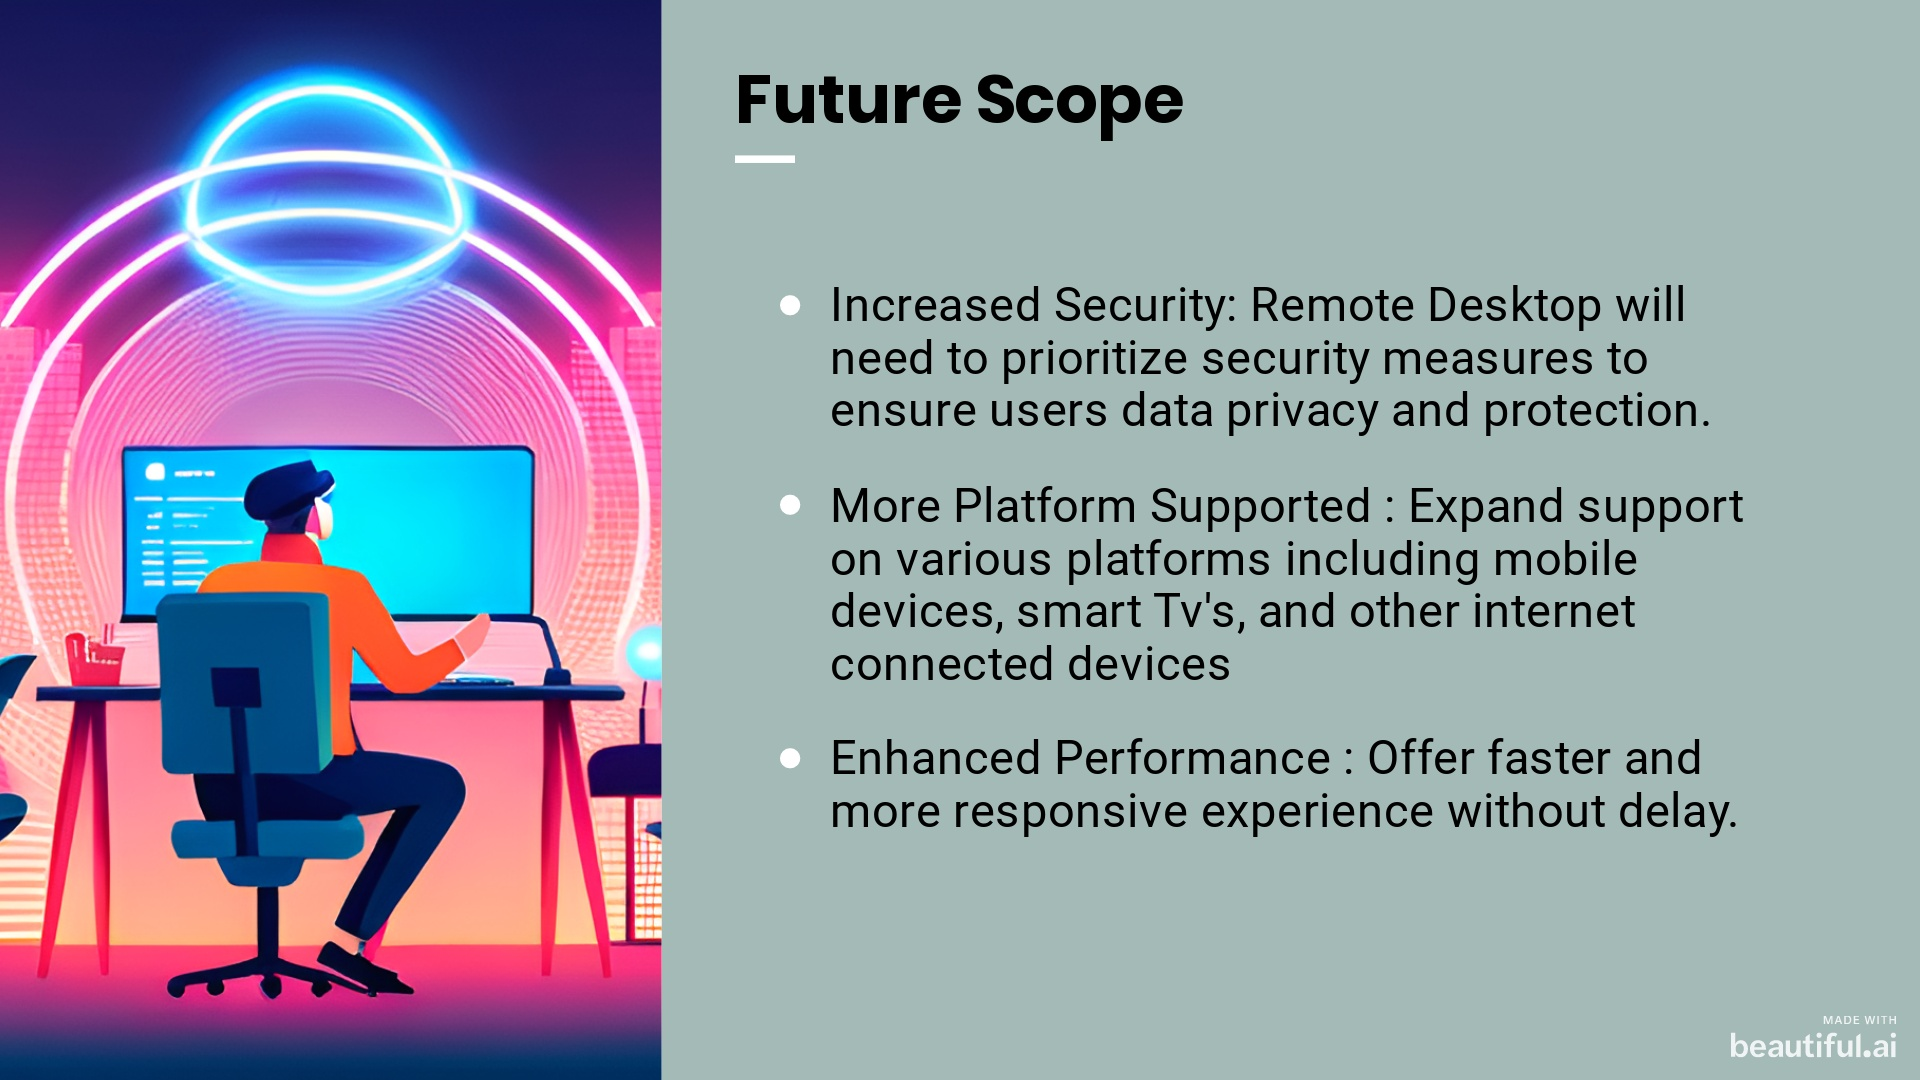 Future Scope
Increased Security: Remote Desktop will
need to prioritize security measures to
ensure users data privacy and protection.
More Platform Supported : Expand support
on various platforms including mobile
devices, smart Tv's, and other internet
connected devices
Enhanced Performance : Offer faster and
more responsive experience without delay.
MADE WITH
beautiful.ai